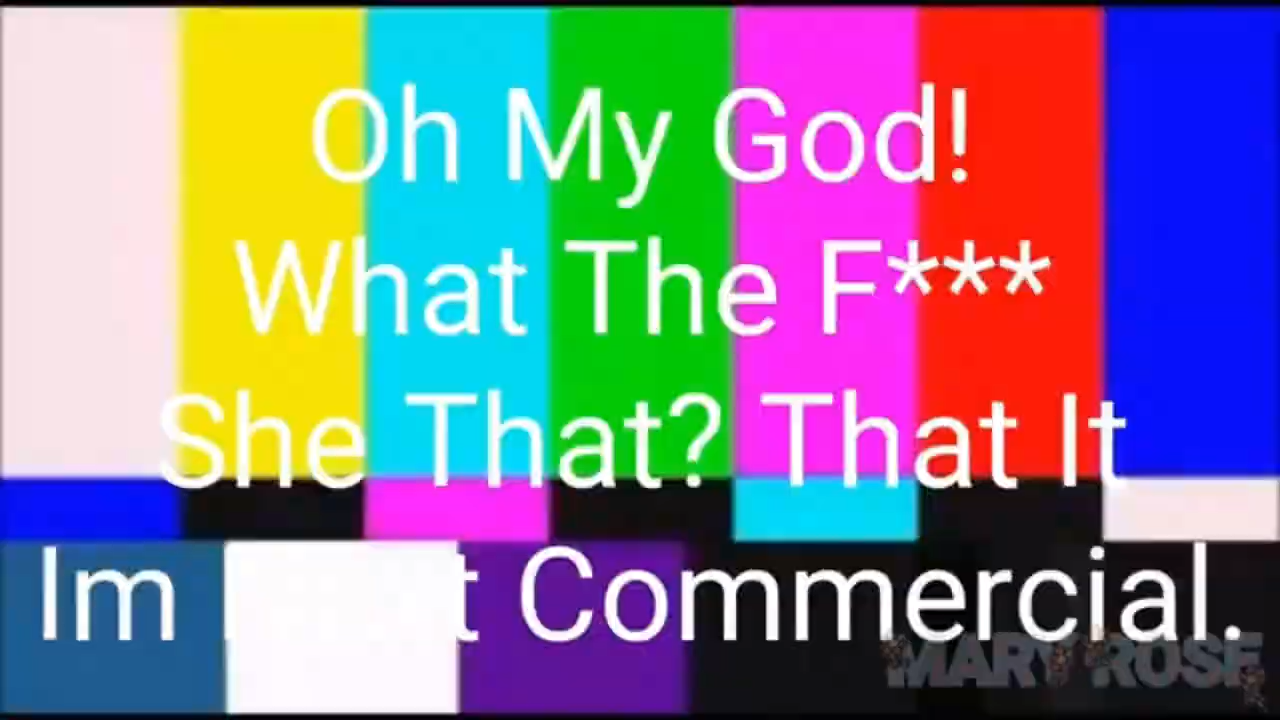 Oh My God!
What The F***
She That? That It
Im Commercial.
MARY ROSE